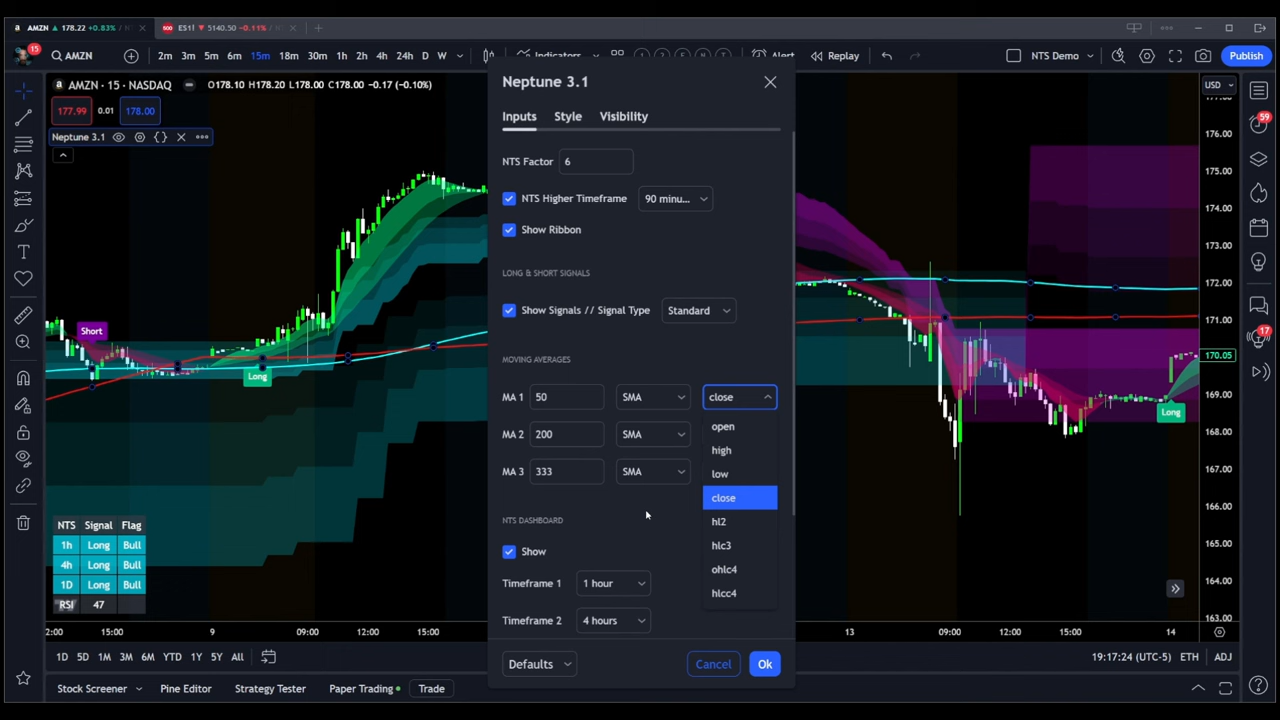 AMZN ▼ 178.22 +0.83%
500 ES1! ▼ 5140.50 -0.11%
15 AMZN 2m 3m 5m 6m 15m 18m 30m 1h 2h 4h 24h D W Indicators Alert Replay NTS Demo Publish
AMZN · 15 · NASDAQ O178.10 H178.20 L178.00 C178.00 -0.17 (-0.10%)
177.99 0.01 178.00
Neptune 3.1
Short
Long
NTS Signal Flag
1h Long Bull
4h Long Bull
1D Long Bull
RSI 47
Neptune 3.1
Inputs Style Visibility
NTS Factor 6
NTS Higher Timeframe 90 minu...
Show Ribbon
LONG & SHORT SIGNALS
Show Signals // Signal Type Standard
MOVING AVERAGES
MA 1 50 SMA close
MA 2 200 SMA
MA 3 333 SMA
open
high
low
close
hl2
hlc3
ohlc4
hlcc4
NTS DASHBOARD
Show
Timeframe 1 1 hour
Timeframe 2 4 hours
Defaults Cancel Ok
Long
USD
176.00
175.00
174.00
173.00
172.00
171.00
170.05
169.00
168.00
167.00
166.00
165.00
164.00
163.00
59
17
2:00 15:00 9 09:00 12:00 15:00 13 09:00 12:00 15:00 14
1D 5D 1M 3M 6M YTD 1Y 5Y All 19:17:24 (UTC-5) ETH ADJ
Stock Screener Pine Editor Strategy Tester Paper Trading Trade